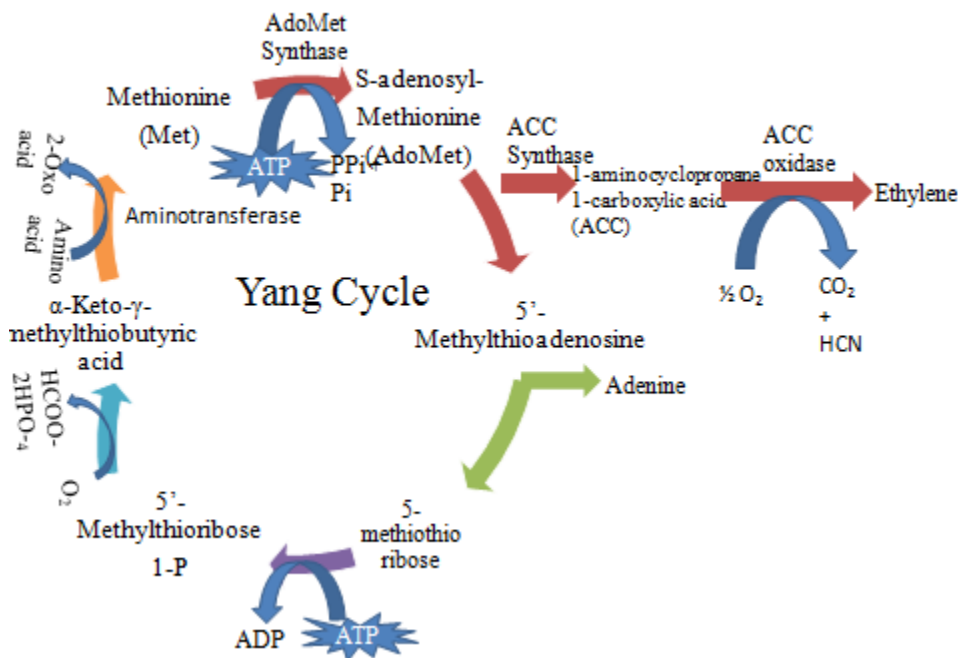 AdoMet
Synthase
Methionine
(Met)
ATP
PPi+
Pi
S-adenosyl-
Methionine
(AdoMet)
ACC
Synthase
1-aminocyclopropane
1-carboxylic acid
(ACC)
ACC
oxidase
Ethylene
½ O₂
CO₂
+
HCN
2-Oxo
acid
Amino
acid
Aminotransferase
Yang Cycle
α-Keto-γ-
methylthiobutyric
acid
5’-
Methylthioadenosine
Adenine
HCOO-
2HPO-₄
O₂
5’-
Methylthioribose
1-P
5-
methiothio
ribose
ADP
ATP